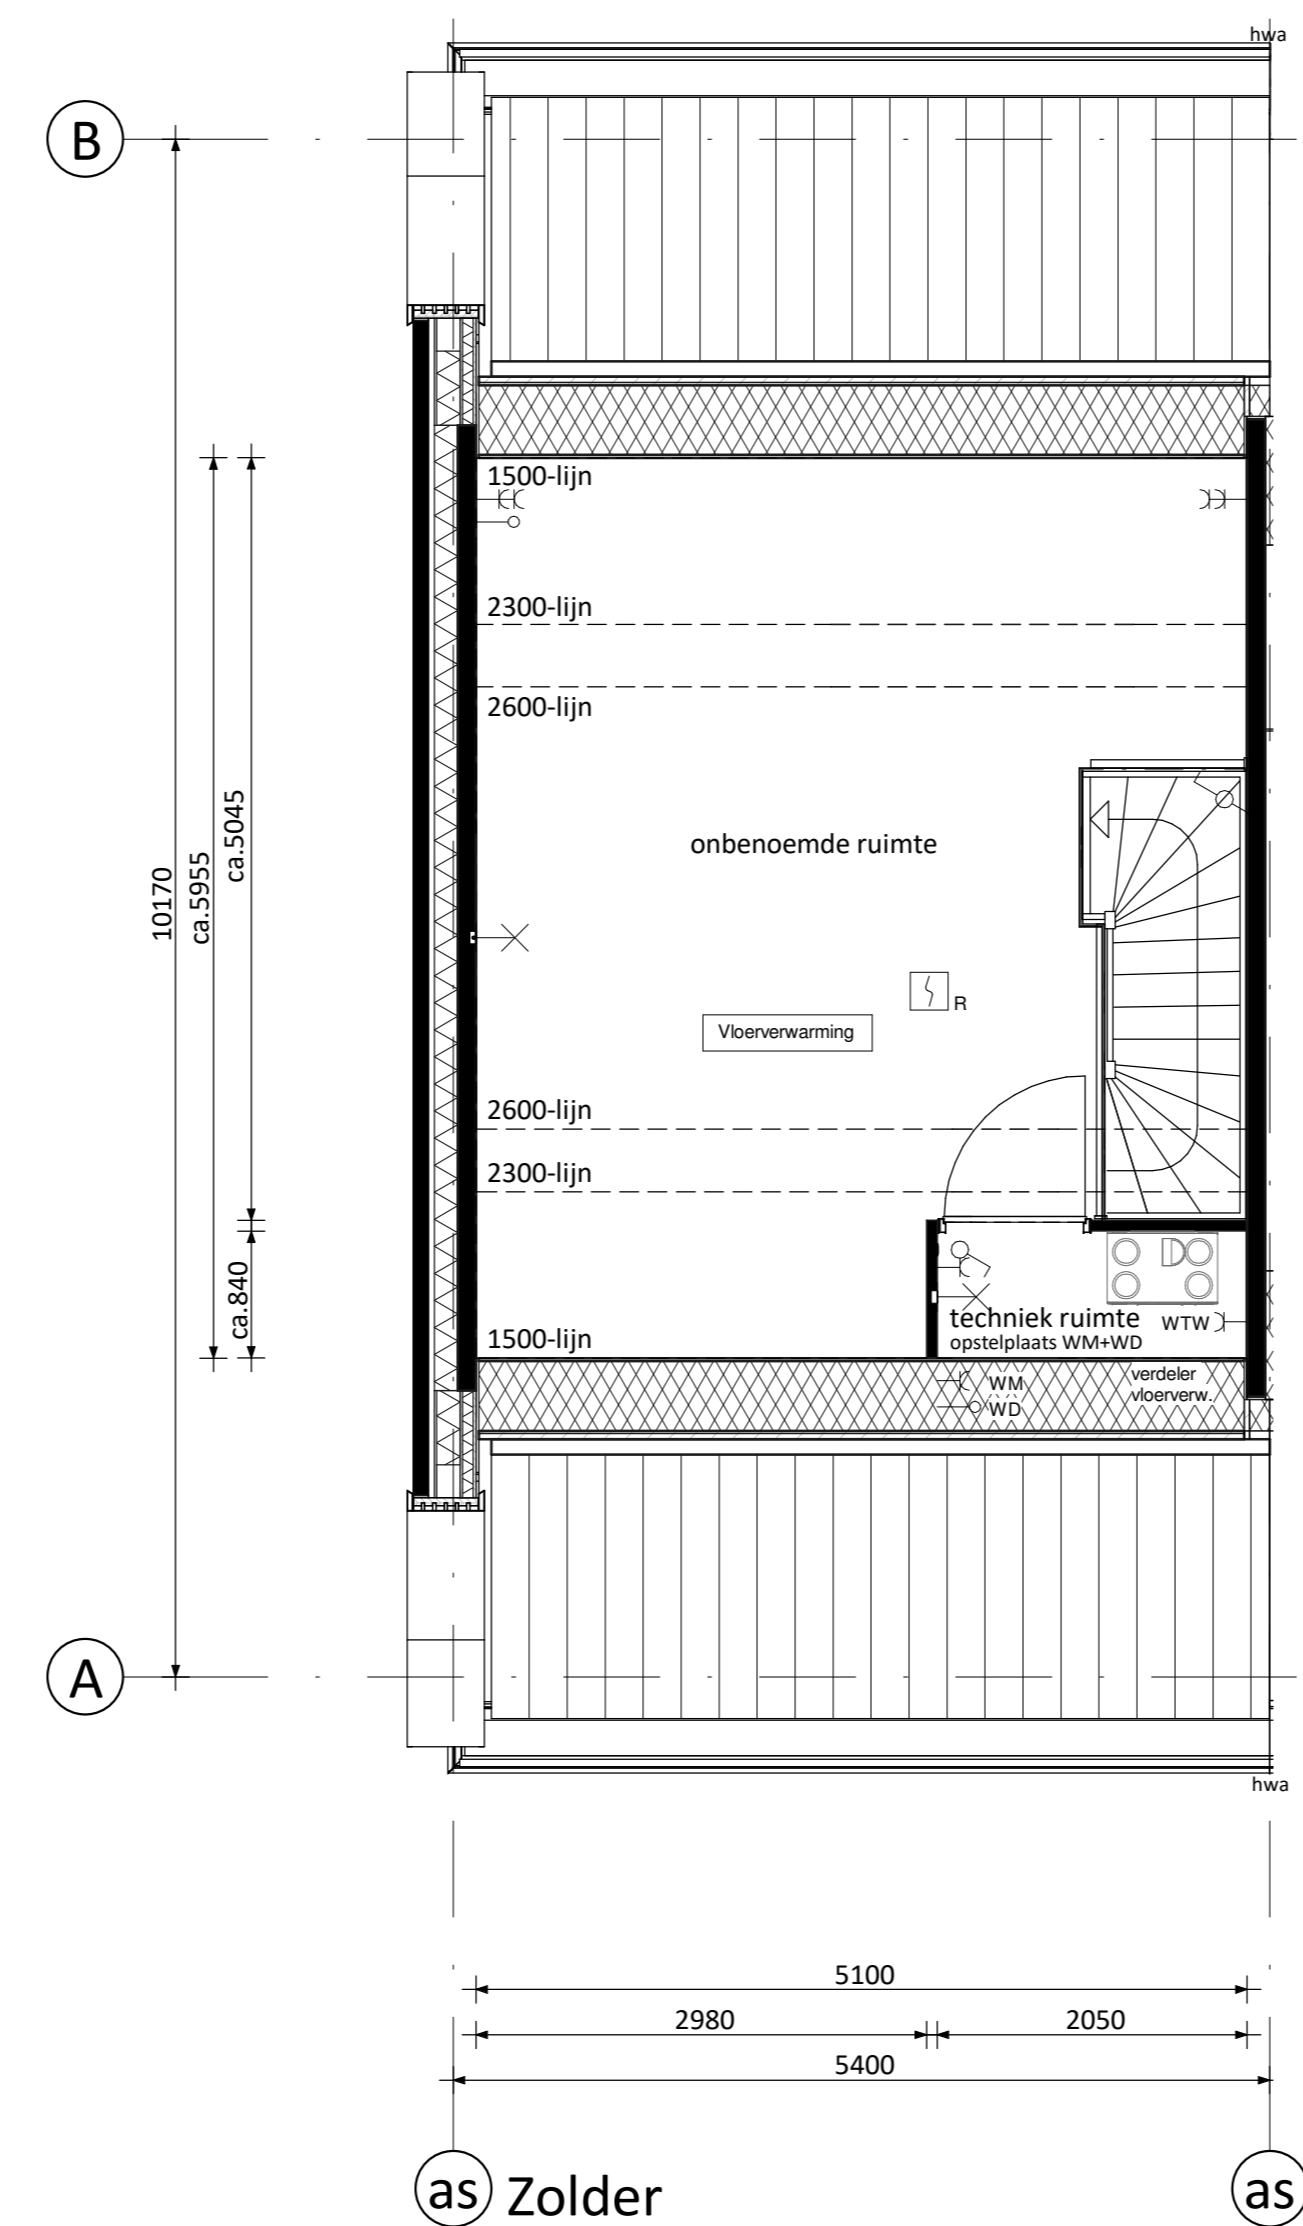 hwa
B
1500-lijn
2300-lijn
2600-lijn
10170
ca.5955
ca.5045
onbenoemde ruimte
R
Vloerverwarming
2600-lijn
2300-lijn
ca.840
1500-lijn
techniek ruimte
opstelplaats WM+WD
WTW
WM
WD
verdeler
vloerverw.
A
hwa
5100
2980
2050
5400
as
Zolder
as